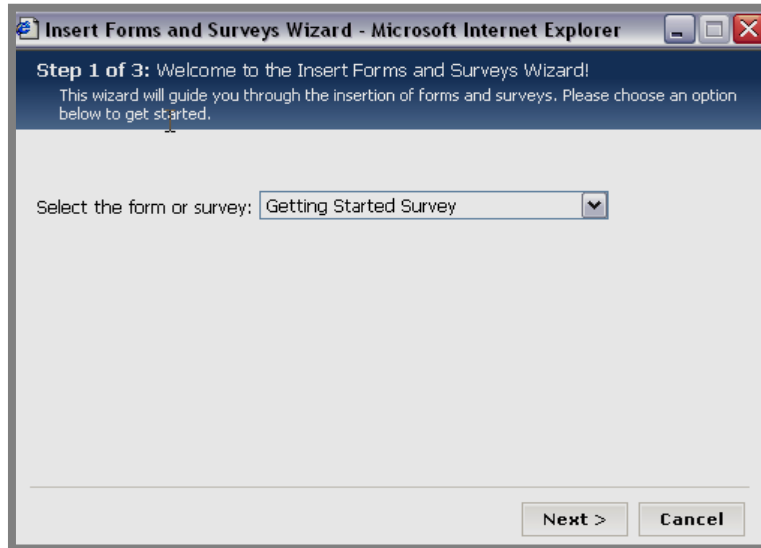 Insert Forms and Surveys Wizard - Microsoft Internet Explorer
Step 1 of 3: Welcome to the Insert Forms and Surveys Wizard!
This wizard will guide you through the insertion of forms and surveys. Please choose an option
below to get started.
Select the form or survey: Getting Started Survey
Next > Cancel